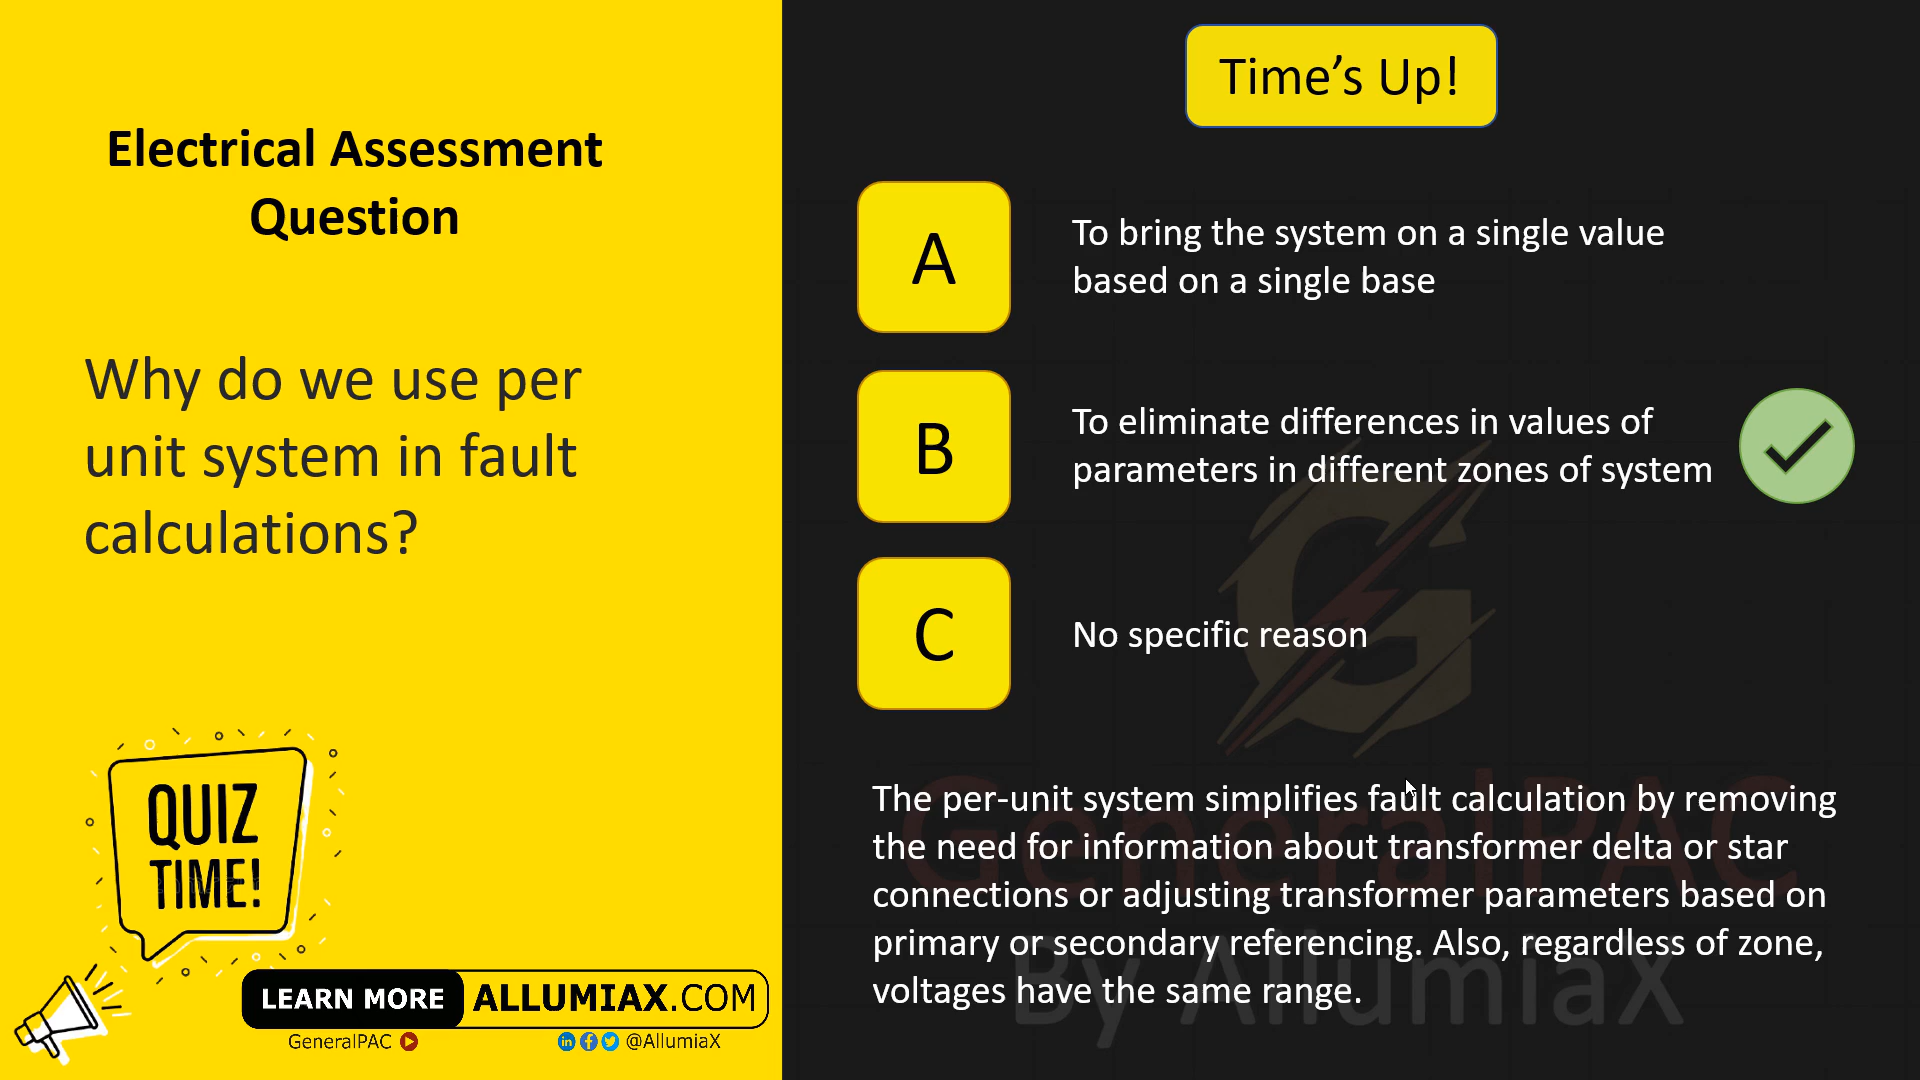 Electrical Assessment
Question
Why do we use per
unit system in fault
calculations?
QUIZ
TIME!
LEARN MORE ALLUMIAX.COM
GeneralPAC
in f @AllumiaX
Time’s Up!
A
To bring the system on a single value
based on a single base
B
To eliminate differences in values of
parameters in different zones of system
C
No specific reason
The per-unit system simplifies fault calculation by removing
the need for information about transformer delta or star
connections or adjusting transformer parameters based on
primary or secondary referencing. Also, regardless of zone,
voltages have the same range.
G
GeneralPAC
By AllumiaX